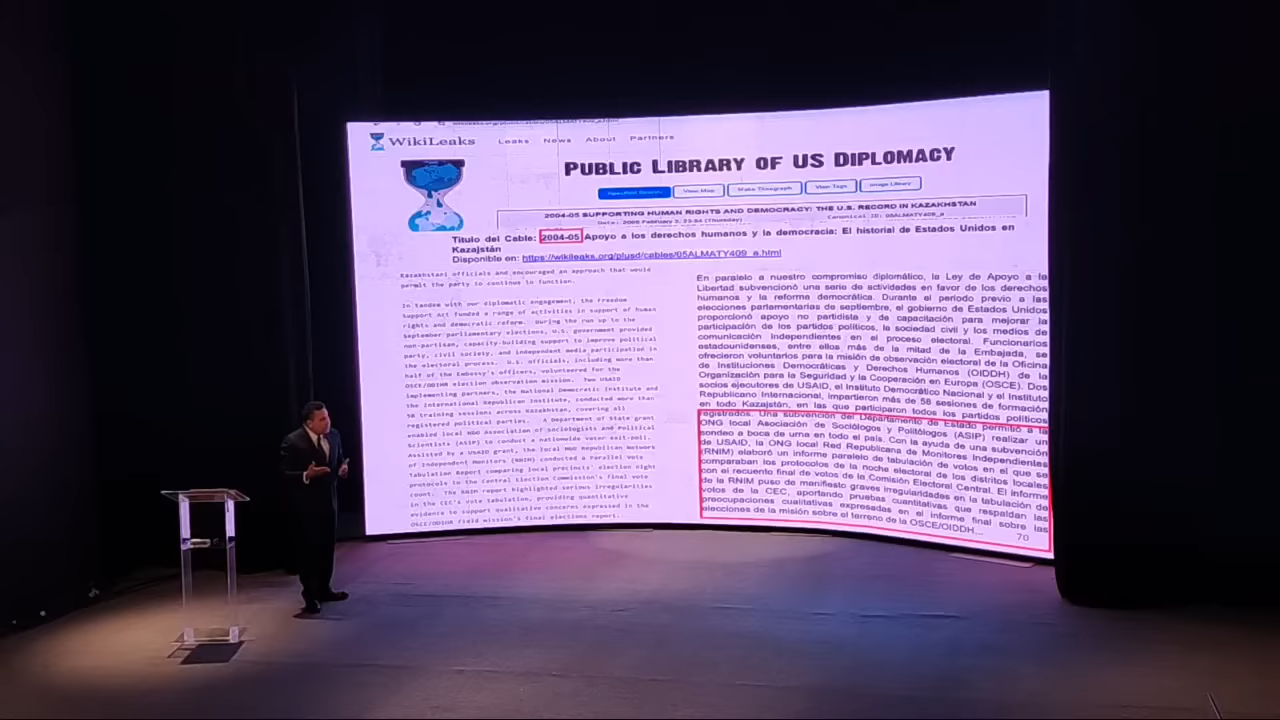 WikiLeaks
Leaks News About Partners
PUBLIC LIBRARY OF US DIPLOMACY
View Map Make Timegraph View Tags Image Library
2004-05 SUPPORTING HUMAN RIGHTS AND DEMOCRACY: THE U.S. RECORD IN KAZAKHSTAN
Date: 2005 February 3, (Thursday) Canonical ID: 05ALMATY409_a
Titulo del Cable: 2004-05 Apoyo a los derechos humanos y la democracia: El historial de Estados Unidos en
Kazajstán
Disponible en: https://wikileaks.org/plusd/cables/05ALMATY409_a.html
Kazakhstani officials and encouraged an approach that would
permit the party to continue to function.
In tandem with our diplomatic engagement, the Freedom
Support Act funded a range of activities in support of human
rights and democratic reform. During the run up to the
September parliamentary elections, U.S. government provided
non-partisan, capacity-building support to improve political
party, civil society, and independent media participation in
the electoral process. U.S. officials, including more than
half of the Embassy's officers, volunteered for the
OSCE/ODIHR election observation mission. Two USAID
implementing partners, the National Democratic Institute and
the International Republican Institute, conducted more than
58 training sessions across Kazakhstan, covering all
registered political parties. A Department of State grant
enabled local NGO Association of Sociologists and Political
Scientists (ASIP) to conduct a nationwide voter exit-poll.
Assisted by a USAID grant, the local NGO Republican Network
of Independent Monitors (RNIM) conducted a Parallel Vote
Tabulation Report comparing local precincts' election night
protocols to the Central Election Commission's final vote
count. The RNIM report highlighted serious irregularities
in the CEC's vote tabulation, providing quantitative
evidence to support qualitative concerns expressed in the
OSCE/ODIHR field mission's final elections report.
En paralelo a nuestro compromiso diplomático, la Ley de Apoyo a la
Libertad subvencionó una serie de actividades en favor de los derechos
humanos y la reforma democrática. Durante el periodo previo a las
elecciones parlamentarias de septiembre, el gobierno de Estados Unidos
proporcionó apoyo no partidista y de capacitación para mejorar la
participación de los partidos políticos, la sociedad civil y los medios de
comunicación independientes en el proceso electoral. Funcionarios
estadounidenses, entre ellos más de la mitad de la Embajada, se
ofrecieron voluntarios para la misión de observación electoral de la Oficina
de Instituciones Democráticas y Derechos Humanos (OIDDH) de la
Organización para la Seguridad y la Cooperación en Europa (OSCE). Dos
socios ejecutores de USAID, el Instituto Democrático Nacional y el Instituto
Republicano Internacional, impartieron más de 58 sesiones de formación
en todo Kazajstán, en las que participaron todos los partidos políticos
registrados. Una subvención del Departamento de Estado permitió a la
ONG local Asociación de Sociólogos y Politólogos (ASIP) realizar un
sondeo a boca de urna en todo el país. Con la ayuda de una subvención
de USAID, la ONG local Red Republicana de Monitores Independientes
(RNIM) elaboró un informe paralelo de tabulación de votos en el que se
comparaban los protocolos de la noche electoral de los distritos locales
con el recuento final de votos de la Comisión Electoral Central. El informe
de la RNIM puso de manifiesto graves irregularidades en la tabulación de
votos de la CEC, aportando pruebas cuantitativas que respaldan las
preocupaciones cualitativas expresadas en el informe final sobre las
elecciones de la misión sobre el terreno de la OSCE/OIDDH...
70